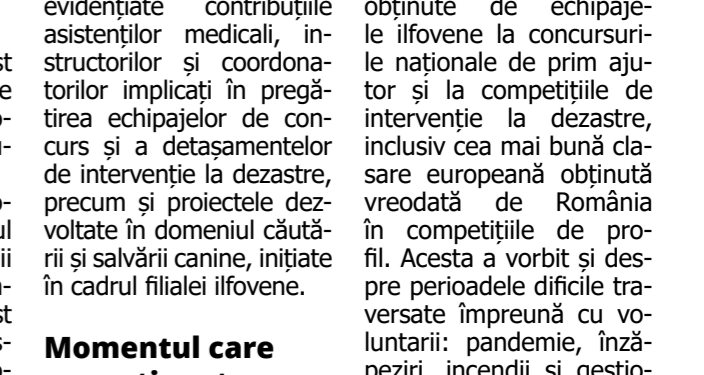 evidențiate contribuțiile
asistenților medicali, in-
structorilor și coordona-
torilor implicați în pregă-
tirea echipajelor de con-
curs și a detașamentelor
de intervenție la dezastre,
precum și proiectele dez-
voltate în domeniul căută-
rii și salvării canine, inițiate
în cadrul filialei ilfovene.
Momentul care
obținute de echipaje-
le ilfovene la concursuri-
le naționale de prim aju-
tor și la competițiile de
intervenție la dezastre,
inclusiv cea mai bună cla-
sare europeană obținută
vreodată de România
în competițiile de pro-
fil. Acesta a vorbit și des-
pre perioadele dificile tra-
versate împreună cu vo-
luntarii: pandemie, înză-
peziri, incendii și gestio-